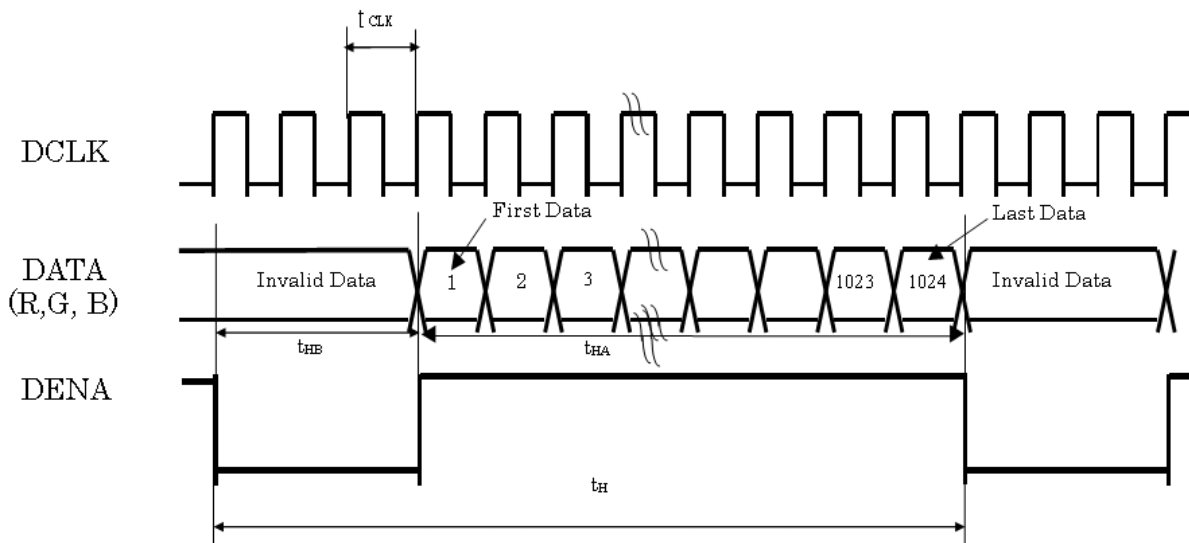 t CLK
DCLK
First Data
Last Data
DATA
(R,G, B)
Invalid Data
1
2
3
1023
1024
Invalid Data
tHB
tHA
DENA
tH